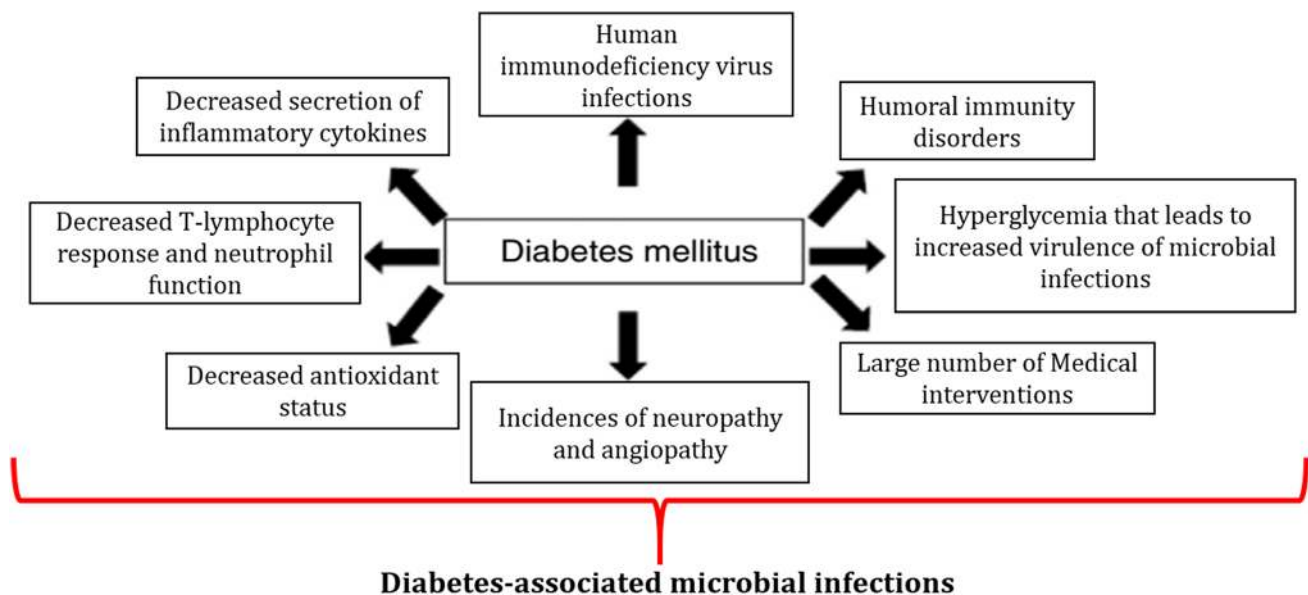 Human
immunodeficiency virus
infections
Decreased secretion of
inflammatory cytokines
Humoral immunity
disorders
Decreased T-lymphocyte
response and neutrophil
function
Diabetes mellitus
Hyperglycemia that leads to
increased virulence of microbial
infections
Decreased antioxidant
status
Incidences of neuropathy
and angiopathy
Large number of Medical
interventions
Diabetes-associated microbial infections